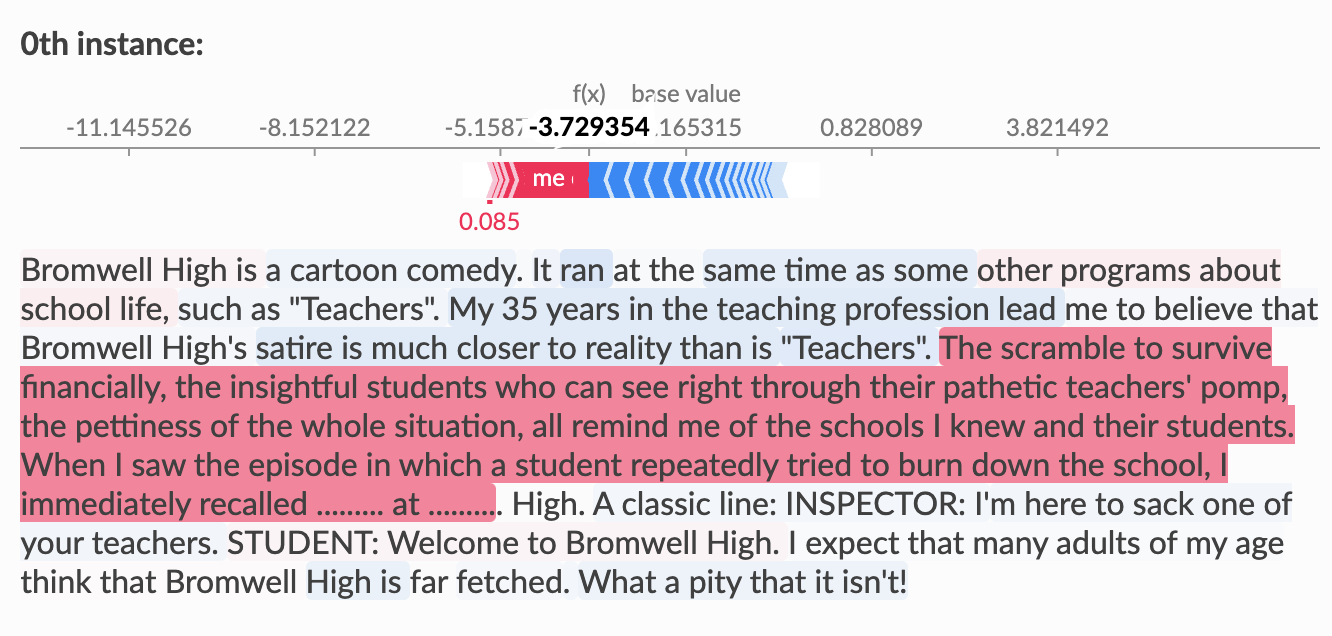 0th instance:
f(x) base value
-11.145526 -8.152122 -5.1587 -3.729354 .165315 0.828089 3.821492
me
0.085
Bromwell High is a cartoon comedy. It ran at the same time as some other programs about
school life, such as "Teachers". My 35 years in the teaching profession lead me to believe that
Bromwell High's satire is much closer to reality than is "Teachers". The scramble to survive
financially, the insightful students who can see right through their pathetic teachers' pomp,
the pettiness of the whole situation, all remind me of the schools I knew and their students.
When I saw the episode in which a student repeatedly tried to burn down the school, I
immediately recalled ......... at .......... High. A classic line: INSPECTOR: I'm here to sack one of
your teachers. STUDENT: Welcome to Bromwell High. I expect that many adults of my age
think that Bromwell High is far fetched. What a pity that it isn't!